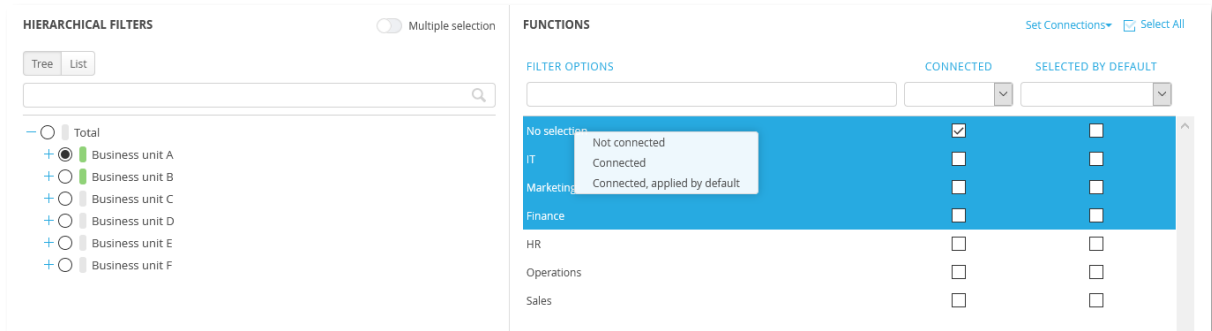 HIERARCHICAL FILTERS
Multiple selection
Tree
List
Total
Business unit A
Business unit B
Business unit C
Business unit D
Business unit E
Business unit F
FUNCTIONS
Set Connections
Select All
FILTER OPTIONS
CONNECTED
SELECTED BY DEFAULT
No selection
IT
Marketing
Finance
HR
Operations
Sales
Not connected
Connected
Connected, applied by default